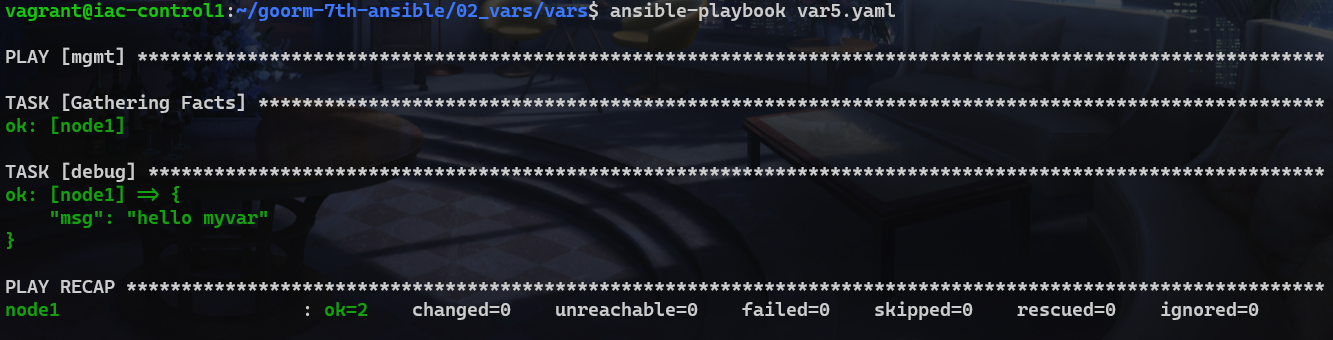 vagrant@iac-control1:~/goorm-7th-ansible/02_vars/vars$ ansible-playbook var5.yaml
PLAY [mgmt] ************************************************************************************************************
TASK [Gathering Facts] *************************************************************************************************
ok: [node1]
TASK [debug] ***********************************************************************************************************
ok: [node1] => {
    "msg": "hello myvar"
}
PLAY RECAP *************************************************************************************************************
node1                      : ok=2    changed=0    unreachable=0    failed=0    skipped=0    rescued=0    ignored=0